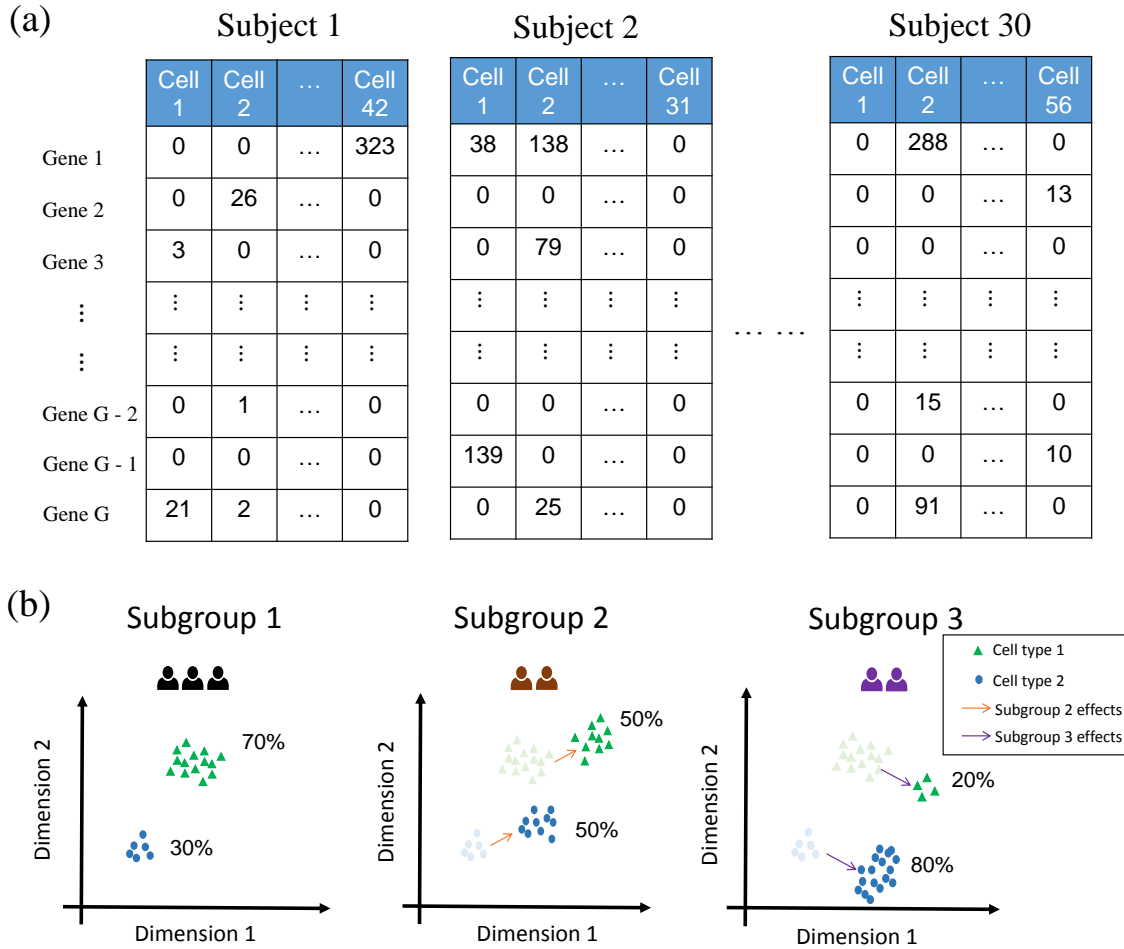 (a)
Subject 1 Subject 2 Subject 30
Cell 1 Cell 2 … Cell 42 Cell 1 Cell 2 … Cell 31 Cell 1 Cell 2 … Cell 56
Gene 1 0 0 … 323 38 138 … 0 0 288 … 0
Gene 2 0 26 … 0 0 0 … 0 0 0 … 13
Gene 3 3 0 … 0 0 79 … 0 0 0 … 0
⋮ ⋮ ⋮ ⋮ ⋮ ⋮ ⋮ ⋮ ⋮ ⋮ ⋮ ⋮ ⋮
… …
⋮ ⋮ ⋮ ⋮ ⋮ ⋮ ⋮ ⋮ ⋮ ⋮ ⋮ ⋮ ⋮
Gene G - 2 0 1 … 0 0 0 … 0 0 15 … 0
Gene G - 1 0 0 … 0 139 0 … 0 0 0 … 10
Gene G 21 2 … 0 0 25 … 0 0 91 … 0
(b)
Subgroup 1 Subgroup 2 Subgroup 3
Cell type 1
Cell type 2
Subgroup 2 effects
Subgroup 3 effects
Dimension 2
70%
30%
Dimension 1
Dimension 2
50%
50%
Dimension 1
Dimension 2
20%
80%
Dimension 1